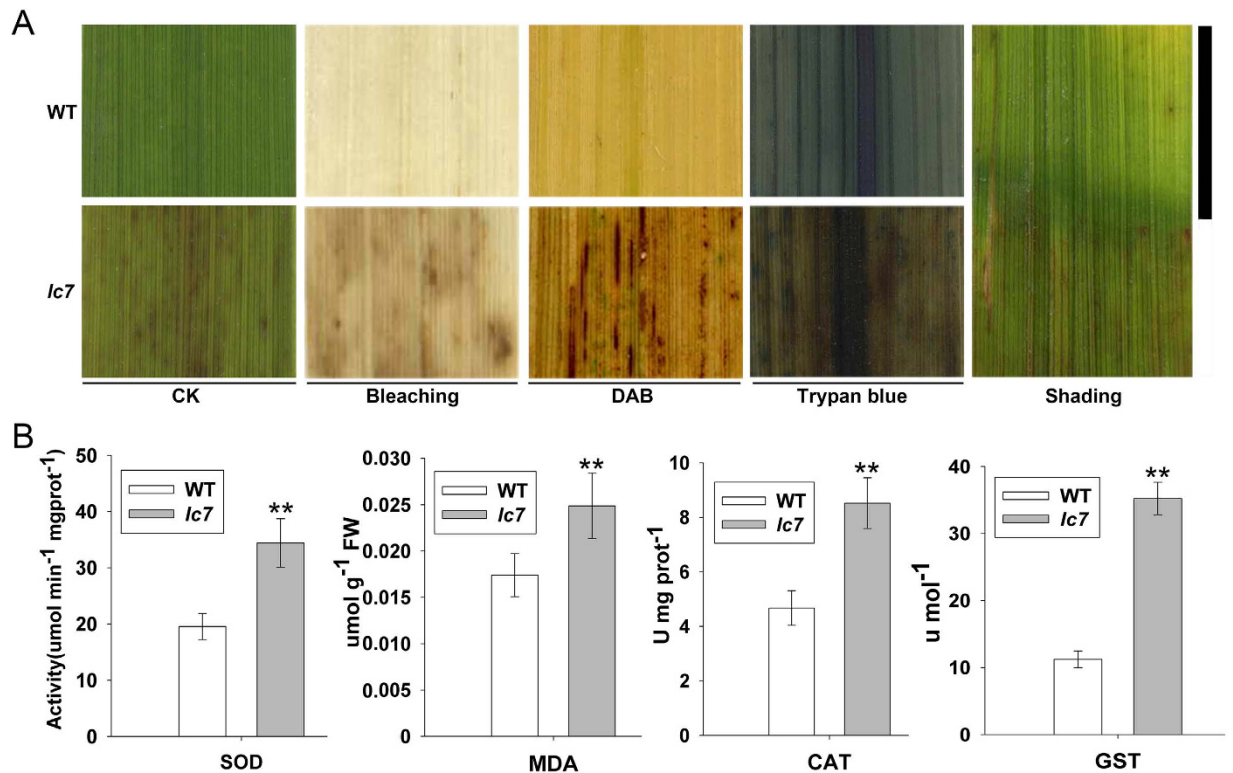 A
WT
lc7
CK
Bleaching
DAB
Trypan blue
Shading
B
Activity(umol min-1 mgprot-1)
50
40
30
20
10
0
WT
lc7
**
SOD
umol g-1 FW
0.030
0.025
0.020
0.015
0.010
0.005
0.000
WT
lc7
**
MDA
U mg prot-1
10
8
6
4
2
0
WT
lc7
**
CAT
u mol-1
40
30
20
10
0
WT
lc7
**
GST